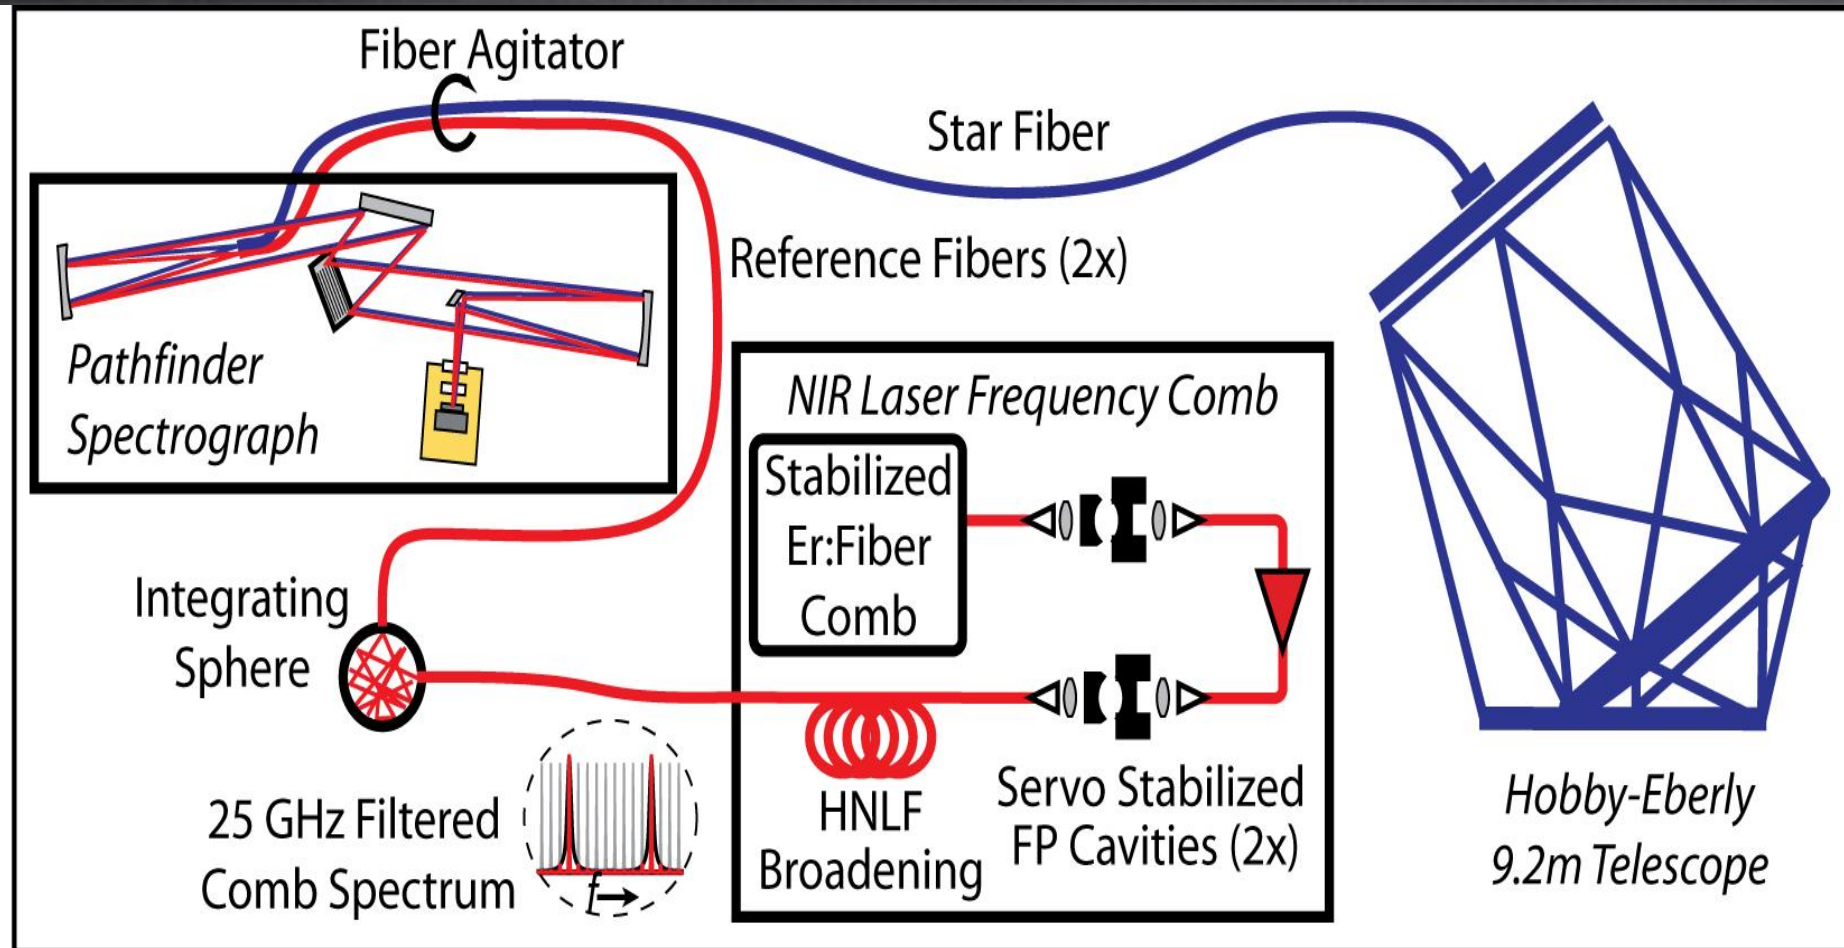 Fiber Agitator
Star Fiber
Reference Fibers (2x)
Pathfinder
Spectrograph
NIR Laser Frequency Comb
Stabilized
Er:Fiber
Comb
Integrating
Sphere
25 GHz Filtered
Comb Spectrum
f
HNLF
Broadening
Servo Stabilized
FP Cavities (2x)
Hobby-Eberly
9.2m Telescope